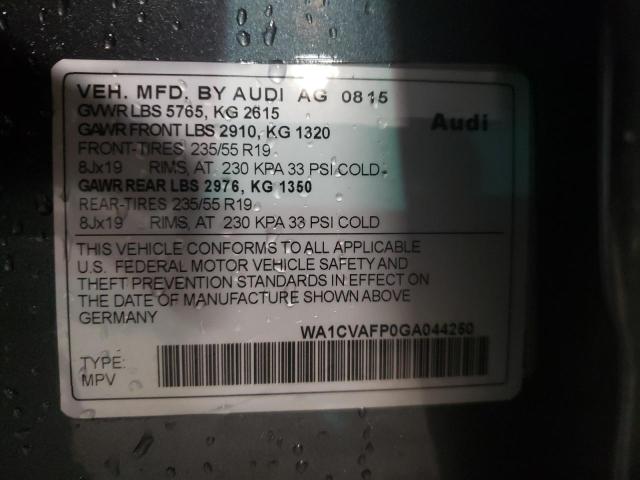 VEH. MFD. BY AUDI AG 0815
GVWR LBS 5765, KG 2615
Audi
GAWR FRONT LBS 2910, KG 1320
FRONT-TIRES 235/55 R19
8Jx19 RIMS, AT 230 KPA 33 PSI COLD
GAWR REAR LBS 2976, KG 1350
REAR-TIRES 235/55 R19
8Jx19 RIMS, AT 230 KPA 33 PSI COLD
THIS VEHICLE CONFORMS TO ALL APPLICABLE
U.S. FEDERAL MOTOR VEHICLE SAFETY AND
THEFT PREVENTION STANDARDS IN EFFECT ON
THE DATE OF MANUFACTURE SHOWN ABOVE
GERMANY
WA1CVAFP0GA044250
TYPE:
MPV